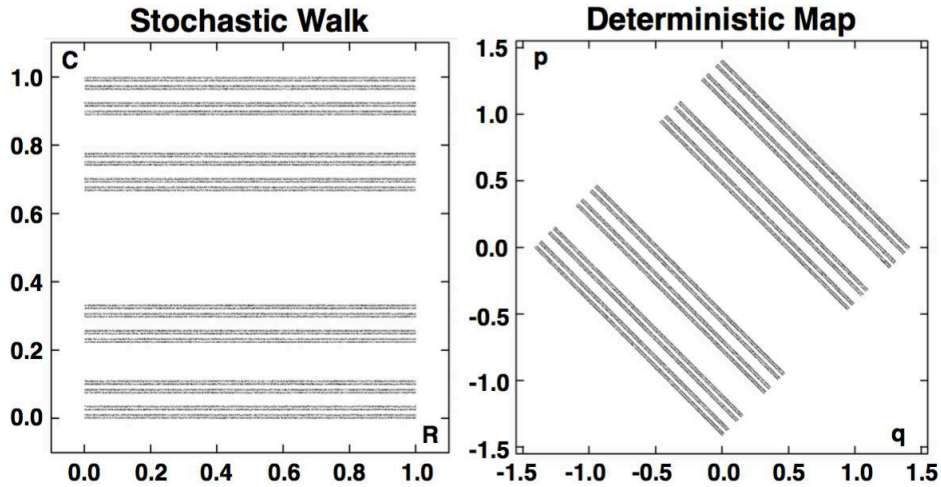 Stochastic Walk
C
1.0
0.8
0.6
0.4
0.2
0.0
R
0.0 0.2 0.4 0.6 0.8 1.0
Deterministic Map
1.5
p
1.0
0.5
0.0
-0.5
-1.0
-1.5
q
-1.5 -1.0 -0.5 0.0 0.5 1.0 1.5